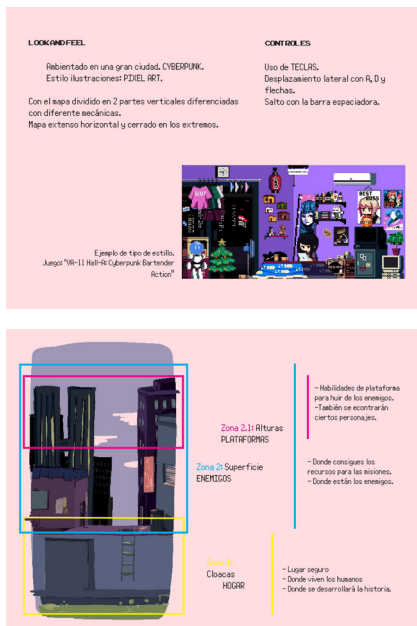 LOOK AND FEEL
Ambientado en una gran ciudad. CYBERPUNK.
Estilo ilustraciones: PIXEL ART.
Con el mapa dividido en 2 partes verticales diferenciadas
con diferente mecánicas.
Mapa extenso horizontal y cerrado en los extremos.
CONTROLES
Uso de TECLAS.
Desplazamiento lateral con A, D y
flechas.
Salto con la barra espaciadora.
BEST
BOSS
Ejemplo de tipo de estilo.
Juego: "VA-11 Hall-A: Cyberpunk Bartender
Action"
Zona 2.1: Alturas
PLATAFORMAS
- Habilidades de plataforma
para huir de los enemigos.
-También se econtrarán
ciertos personajes.
Zona 2: Superficie
ENEMIGOS
- Donde consigues los
recursos para las misiones.
- Donde están los enemigos.
Zona 1:
Cloacas
HOGAR
- Lugar seguro
- Donde viven los humanos
- Donde se desarrollará la historia.